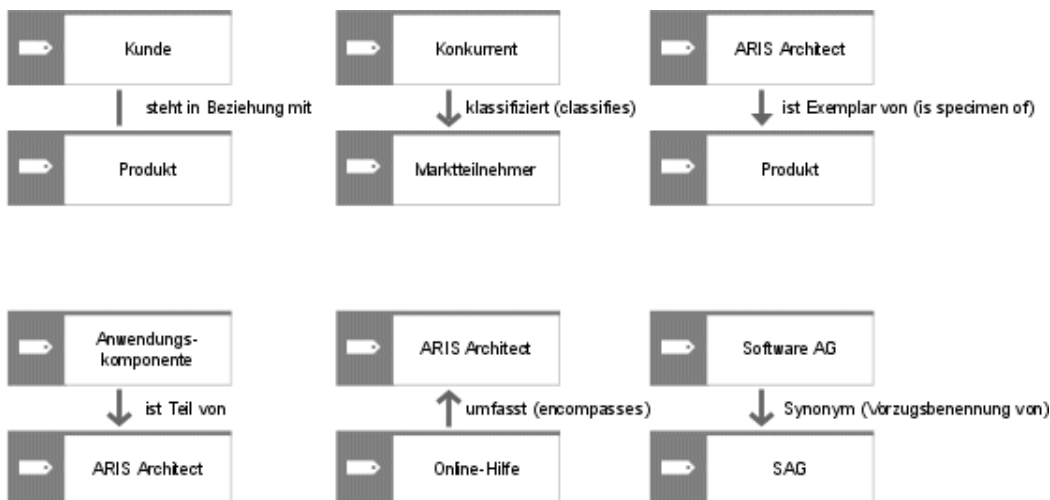 Kunde
Konkurrent
ARIS Architect
steht in Beziehung mit
klassifiziert (classifies)
ist Exemplar von (is specimen of)
Produkt
Marktteilnehmer
Produkt
Anwendungs-
komponente
ARIS Architect
Software AG
ist Teil von
umfasst (encompasses)
Synonym (Vorzugsbenennung von)
ARIS Architect
Online-Hilfe
SAG